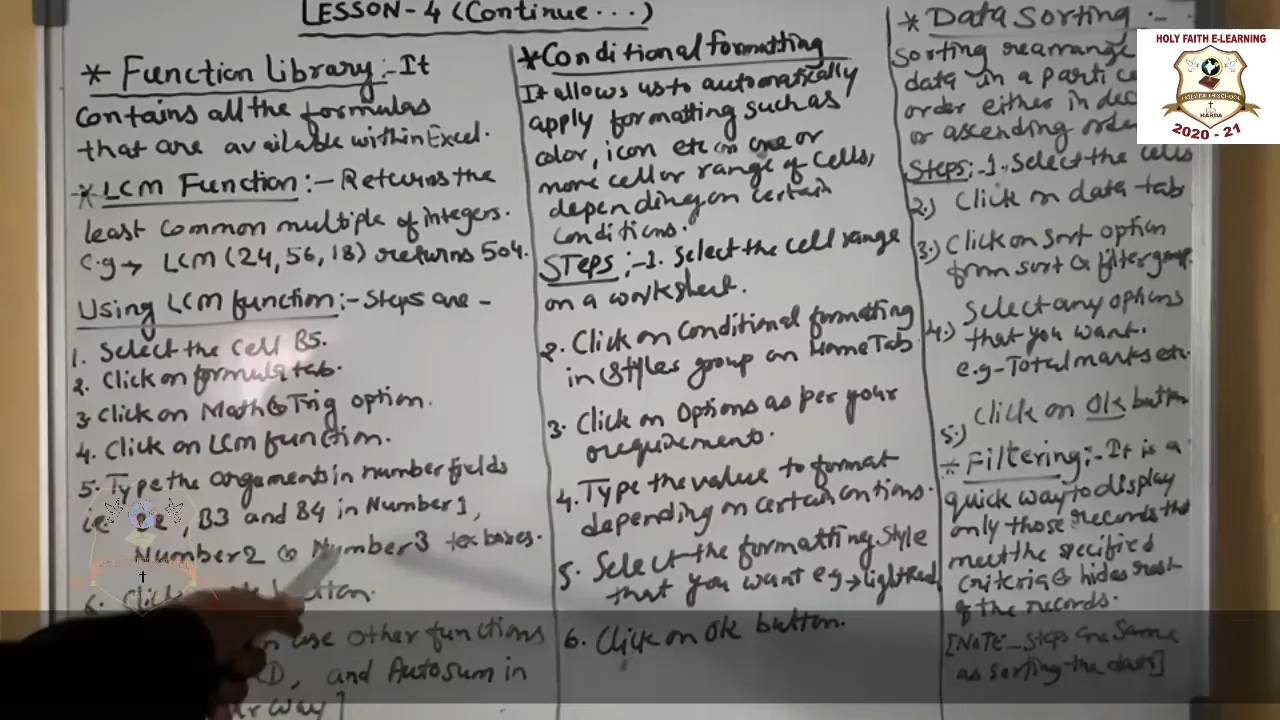 LESSON-4 (Continue...)
* Function Library:- It
contains all the formulas
that are available within Excel.
* LCM Function:- Returns the
least common multiple of integers.
e.g → LCM (24, 56, 18) returns 504.
Using LCM function:- Steps are -
1. Select the Cell B5.
2. Click on formula tab.
3. Click on Math & Trig option.
4. Click on LCM function.
5. Type the arguments in number fields
i.e. B3 and B4 in Number1,
Number2 & Number3 textboxes.
6. Click
use other functions
and Autosum in
way]
* Conditional formatting
It allows us to automatically
apply formatting such as
color, icon etc on one or
more cell or range of cells,
depending on certain
conditions.
STEPS:-1. Select the cell range
on a worksheet.
2. Click on Conditional formatting
in Styles group on Home Tab
3. Click on Options as per your
requirements.
4. Type the value to format
depending on certain
5. Select the formatting Style
that you want eg → light Red
6. Click on OK button.
* Data Sorting:-
Sorting rearrange
data in a partic
order either in dec
or ascending orde
Steps:-1. Select the cells
2.) Click on data tab
3.) Click on Sort option
from sort & filter group.
4.) Select any options
that you want.
e.g- Total marks etc.
5.) Click on OK button
* Filtering:- It is a
quick way to display
only those records the
meet the specified
criteria & hides rest
of the records.
[NOTE - Steps are same
as sorting the data]
HOLY FAITH E-LEARNING
HOLY FAITH SCHOOL
HARDA
2020 - 21